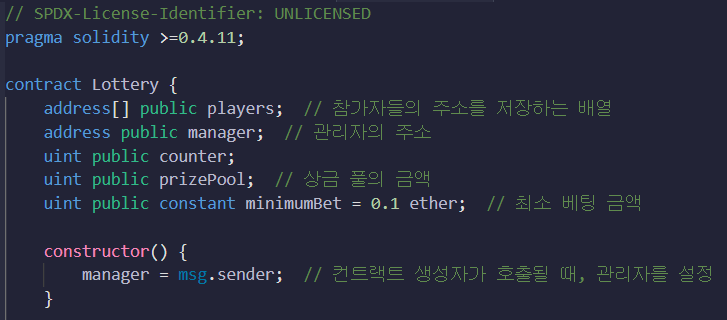 // SPDX-License-Identifier: UNLICENSED
pragma solidity >=0.4.11;
contract Lottery {
    address[] public players;  // 참가자들의 주소를 저장하는 배열
    address public manager;  // 관리자의 주소
    uint public counter;
    uint public prizePool;  // 상금 풀의 금액
    uint public constant minimumBet = 0.1 ether;  // 최소 베팅 금액
    constructor() {
        manager = msg.sender;  // 컨트랙트 생성자가 호출될 때, 관리자를 설정
    }